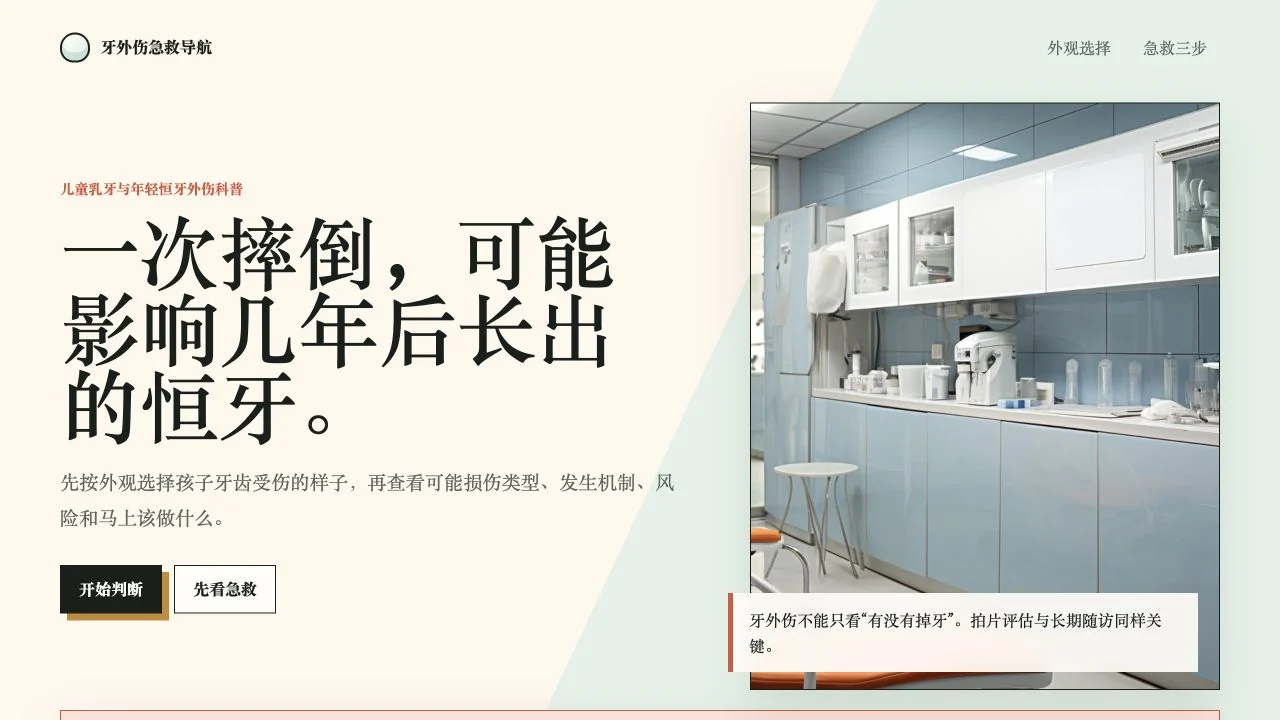 牙外伤急救导航
外观选择
急救三步
儿童乳牙与年轻恒牙外伤科普
一次摔倒，可能
影响几年后长出
的恒牙。
先按外观选择孩子牙齿受伤的样子，再查看可能损伤类型、发生机制、风
险和马上该做什么。
开始判断
先看急救
牙外伤不能只看“有没有掉牙”。拍片评估与长期随访同样关
键。